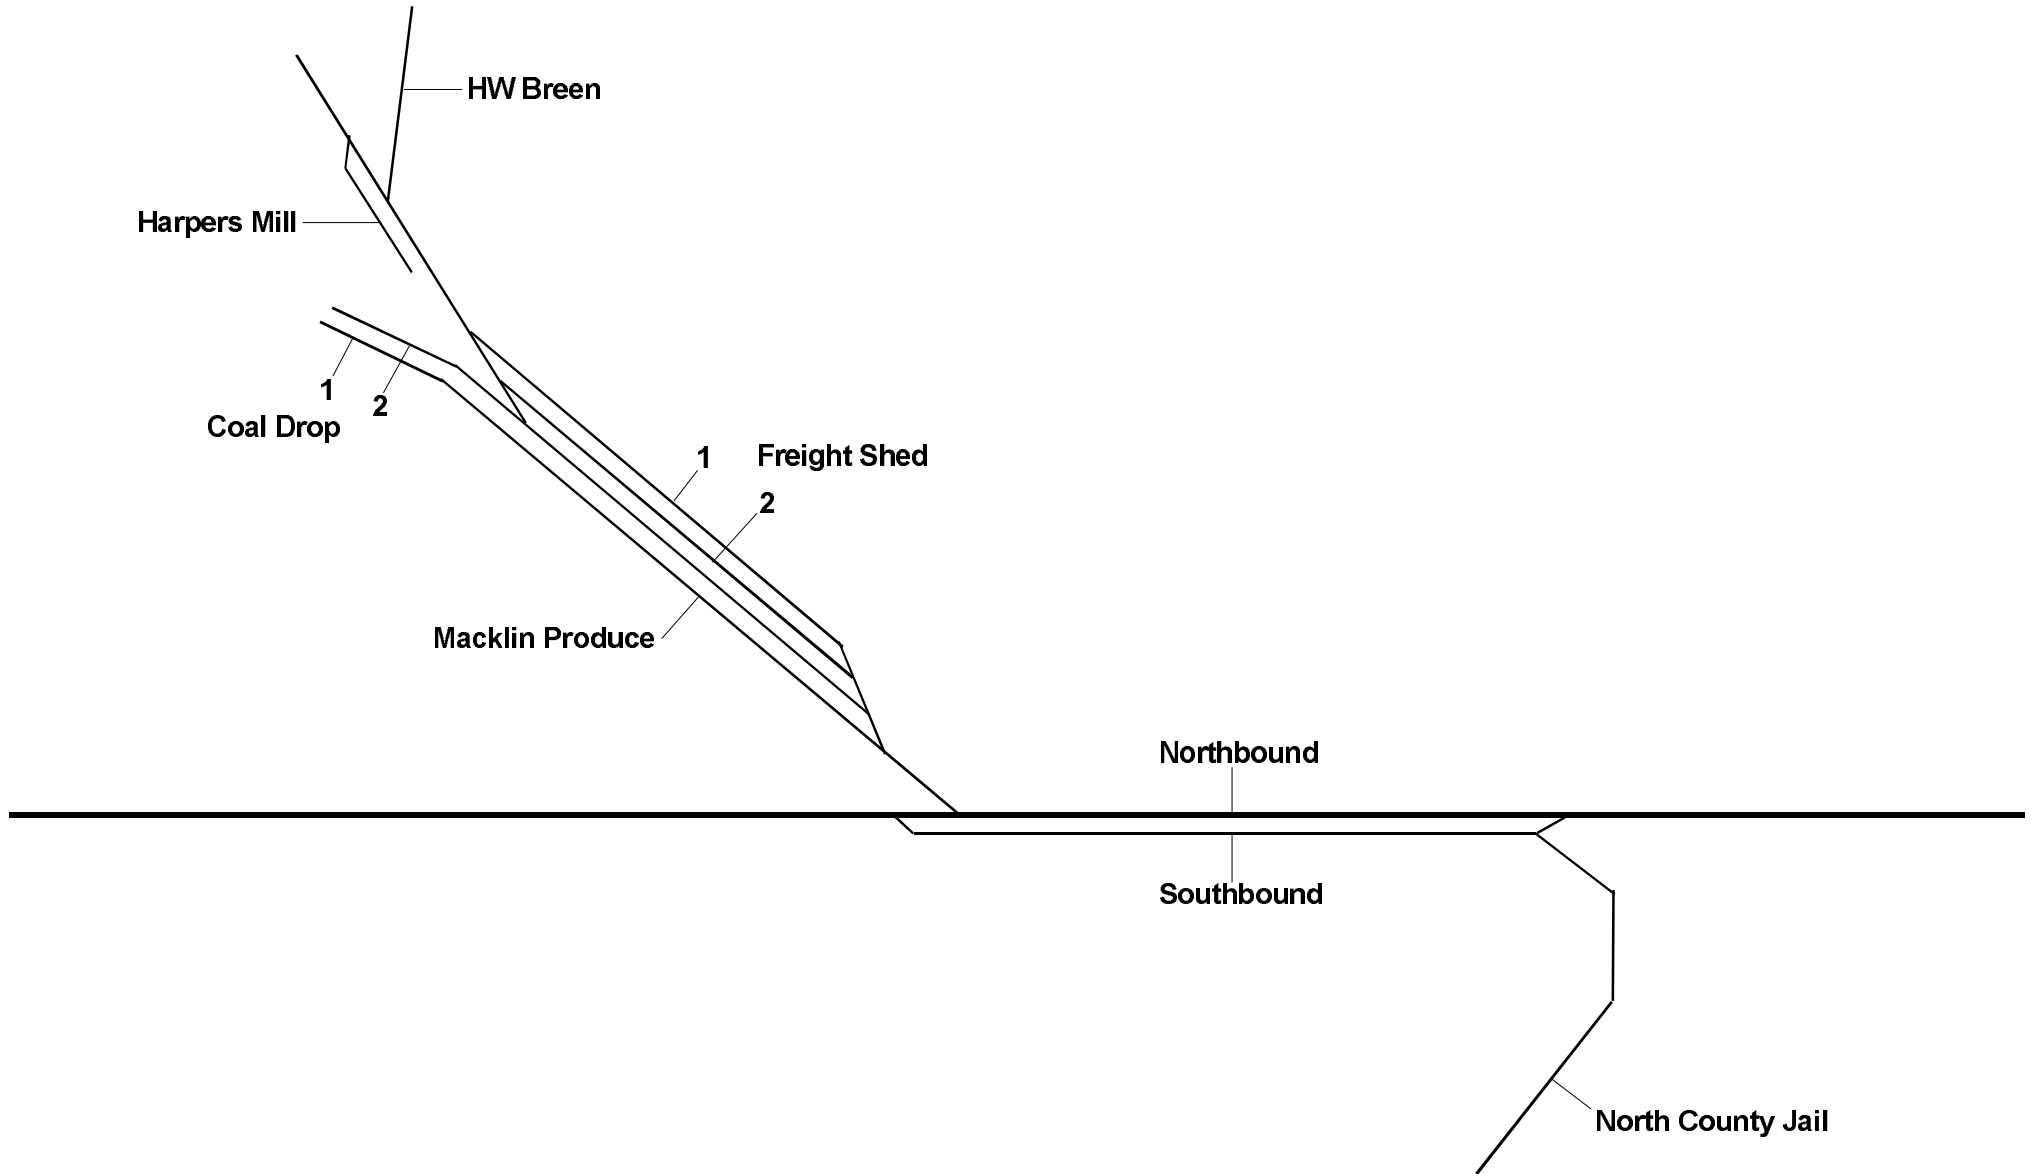 HW Breen
Harpers Mill
1
2
Coal Drop
1
Freight Shed
2
Macklin Produce
Northbound
Southbound
North County Jail